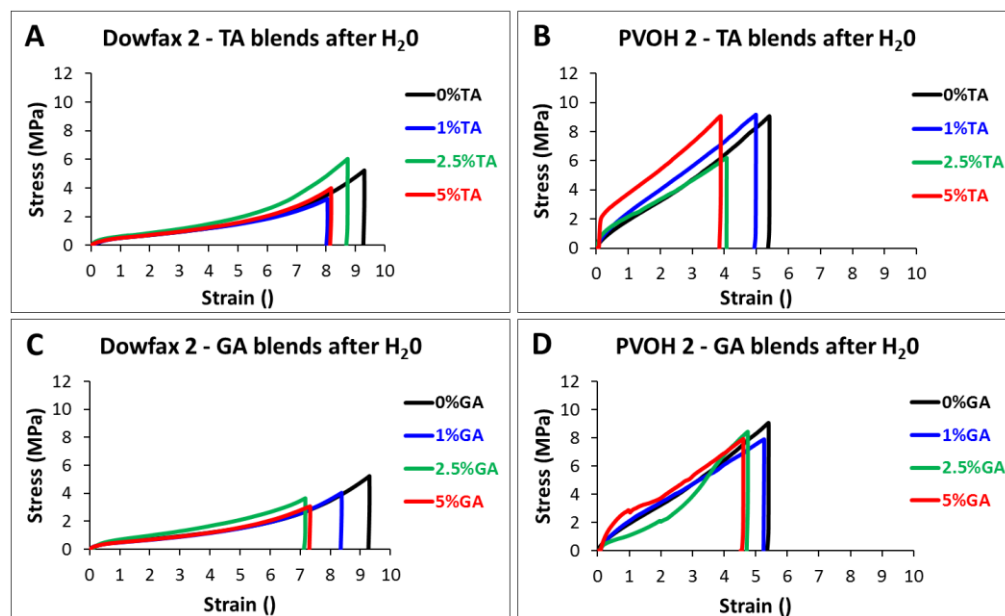 A
Dowfax 2 - TA blends after H₂0
Stress (MPa)
12
10
8
6
4
2
0
0 1 2 3 4 5 6 7 8 9 10
Strain ()
0%TA
1%TA
2.5%TA
5%TA
B
PVOH 2 - TA blends after H₂0
Stress (MPa)
12
10
8
6
4
2
0
0 1 2 3 4 5 6 7 8 9 10
Strain ()
0%TA
1%TA
2.5%TA
5%TA
C
Dowfax 2 - GA blends after H₂0
Stress (MPa)
12
10
8
6
4
2
0
0 1 2 3 4 5 6 7 8 9 10
Strain ()
0%GA
1%GA
2.5%GA
5%GA
D
PVOH 2 - GA blends after H₂0
Stress (MPa)
12
10
8
6
4
2
0
0 1 2 3 4 5 6 7 8 9 10
Strain ()
0%GA
1%GA
2.5%GA
5%GA